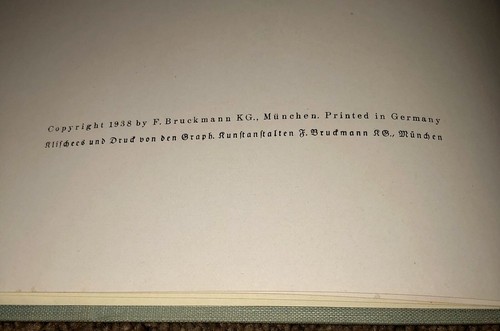 Copyright 1938 by F. Bruckmann KG., München. Printed in Germany
Klischees und Druck von den Graph. Kunstanstalten F. Bruckmann KG., München